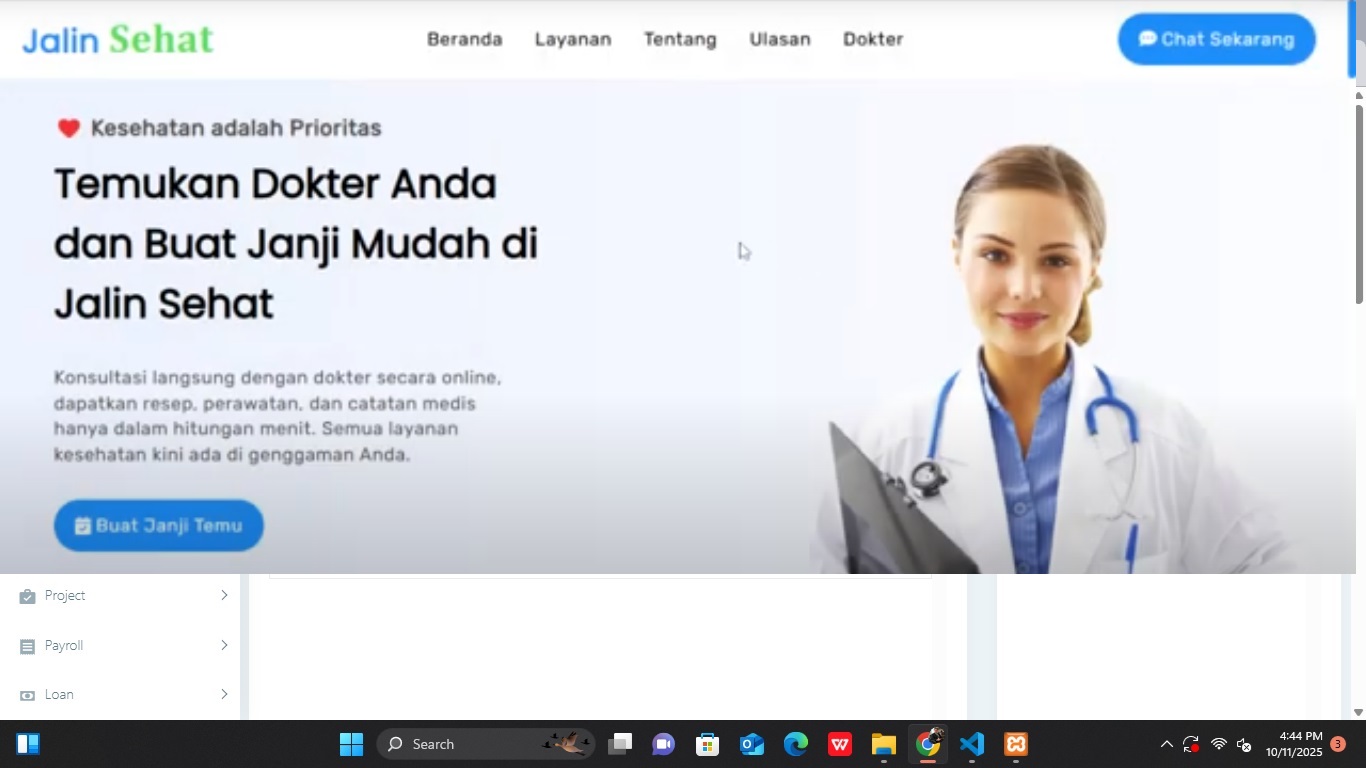 Jalin Sehat
Beranda Layanan Tentang Ulasan Dokter
Chat Sekarang
Kesehatan adalah Prioritas
Temukan Dokter Anda
dan Buat Janji Mudah di
Jalin Sehat
Konsultasi langsung dengan dokter secara online,
dapatkan resep, perawatan, dan catatan medis
hanya dalam hitungan menit. Semua layanan
kesehatan kini ada di genggaman Anda.
Buat Janji Temu
Project
Payroll
Loan
Search
4:44 PM
10/11/2025
3